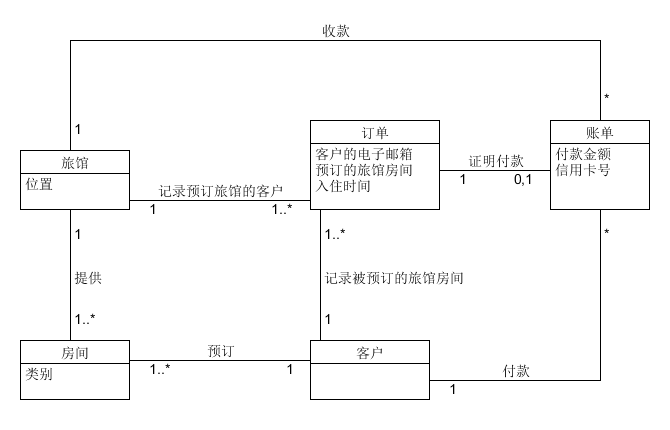 收款
1
*
旅馆
位置
订单
客户的电子邮箱
预订的旅馆房间
入住时间
账单
付款金额
信用卡号
证明付款
1
0,1
记录预订旅馆的客户
1
1..*
1
提供
1..*
1..*
记录被预订的旅馆房间
1
*
房间
类别
预订
1..*
1
客户
付款
1